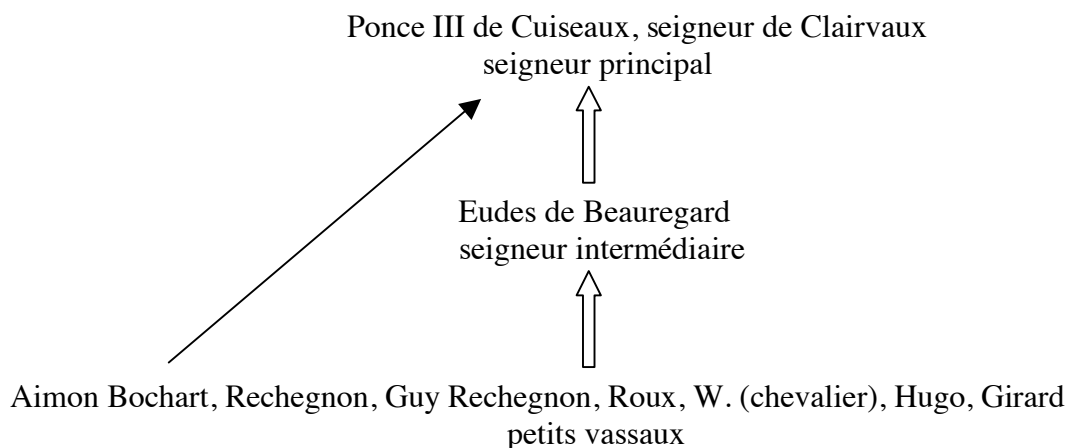 Ponce III de Cuiseaux, seigneur de Clairvaux
seigneur principal
Eudes de Beauregard
seigneur intermédiaire
Aimon Bochart, Rechegnon, Guy Rechegnon, Roux, W. (chevalier), Hugo, Girard
petits vassaux